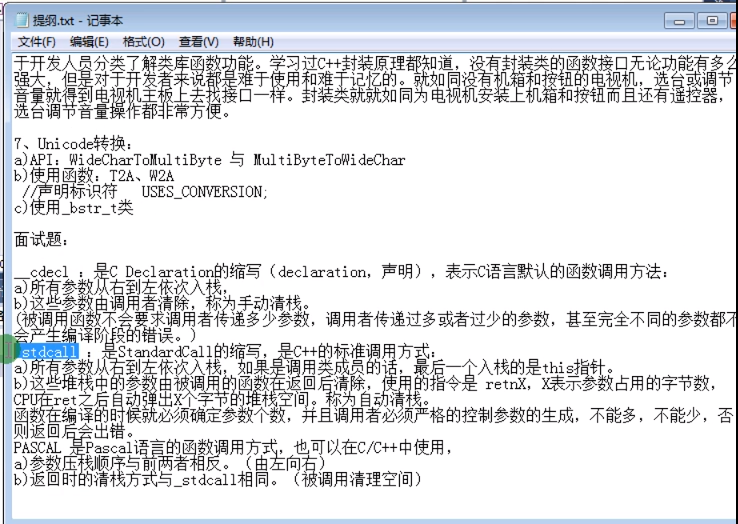 提纲.txt - 记事本
文件(F) 编辑(E) 格式(O) 查看(V) 帮助(H)
于开发人员分类了解类库函数功能。学习过C++封装原理都知道，没有封装类的函数接口无论功能有多么
强大，但是对于开发者来说都是难于使用和难于记忆的。就如同没有机箱和按钮的电视机，选台或调节
音量就得到电视机主板上去找接口一样。封装类就就如同为电视机安装上机箱和按钮而且还有遥控器，
选台调节音量操作都非常方便。
7、Unicode转换：
a)API：WideCharToMultiByte 与 MultiByteToWideChar
b)使用函数：T2A、W2A
//声明标识符 USES_CONVERSION;
c)使用_bstr_t类
面试题：
__cdecl ：是C Declaration的缩写（declaration，声明），表示C语言默认的函数调用方法：
a)所有参数从右到左依次入栈，
b)这些参数由调用者清除，称为手动清栈。
(被调用函数不会要求调用者传递多少参数，调用者传递过多或者过少的参数，甚至完全不同的参数都不
会产生编译阶段的错误。)
_stdcall ：是StandardCall的缩写，是C++的标准调用方式：
a)所有参数从右到左依次入栈，如果是调用类成员的话，最后一个入栈的是this指针。
b)这些堆栈中的参数由被调用的函数在返回后清除，使用的指令是 retnX，X表示参数占用的字节数，
CPU在ret之后自动弹出X个字节的堆栈空间。称为自动清栈。
函数在编译的时候就必须确定参数个数，并且调用者必须严格的控制参数的生成，不能多，不能少，否
则返回后会出错。
PASCAL 是Pascal语言的函数调用方式，也可以在C/C++中使用，
a)参数压栈顺序与前两者相反。（由左向右）
b)返回时的清栈方式与_stdcall相同。（被调用清理空间）